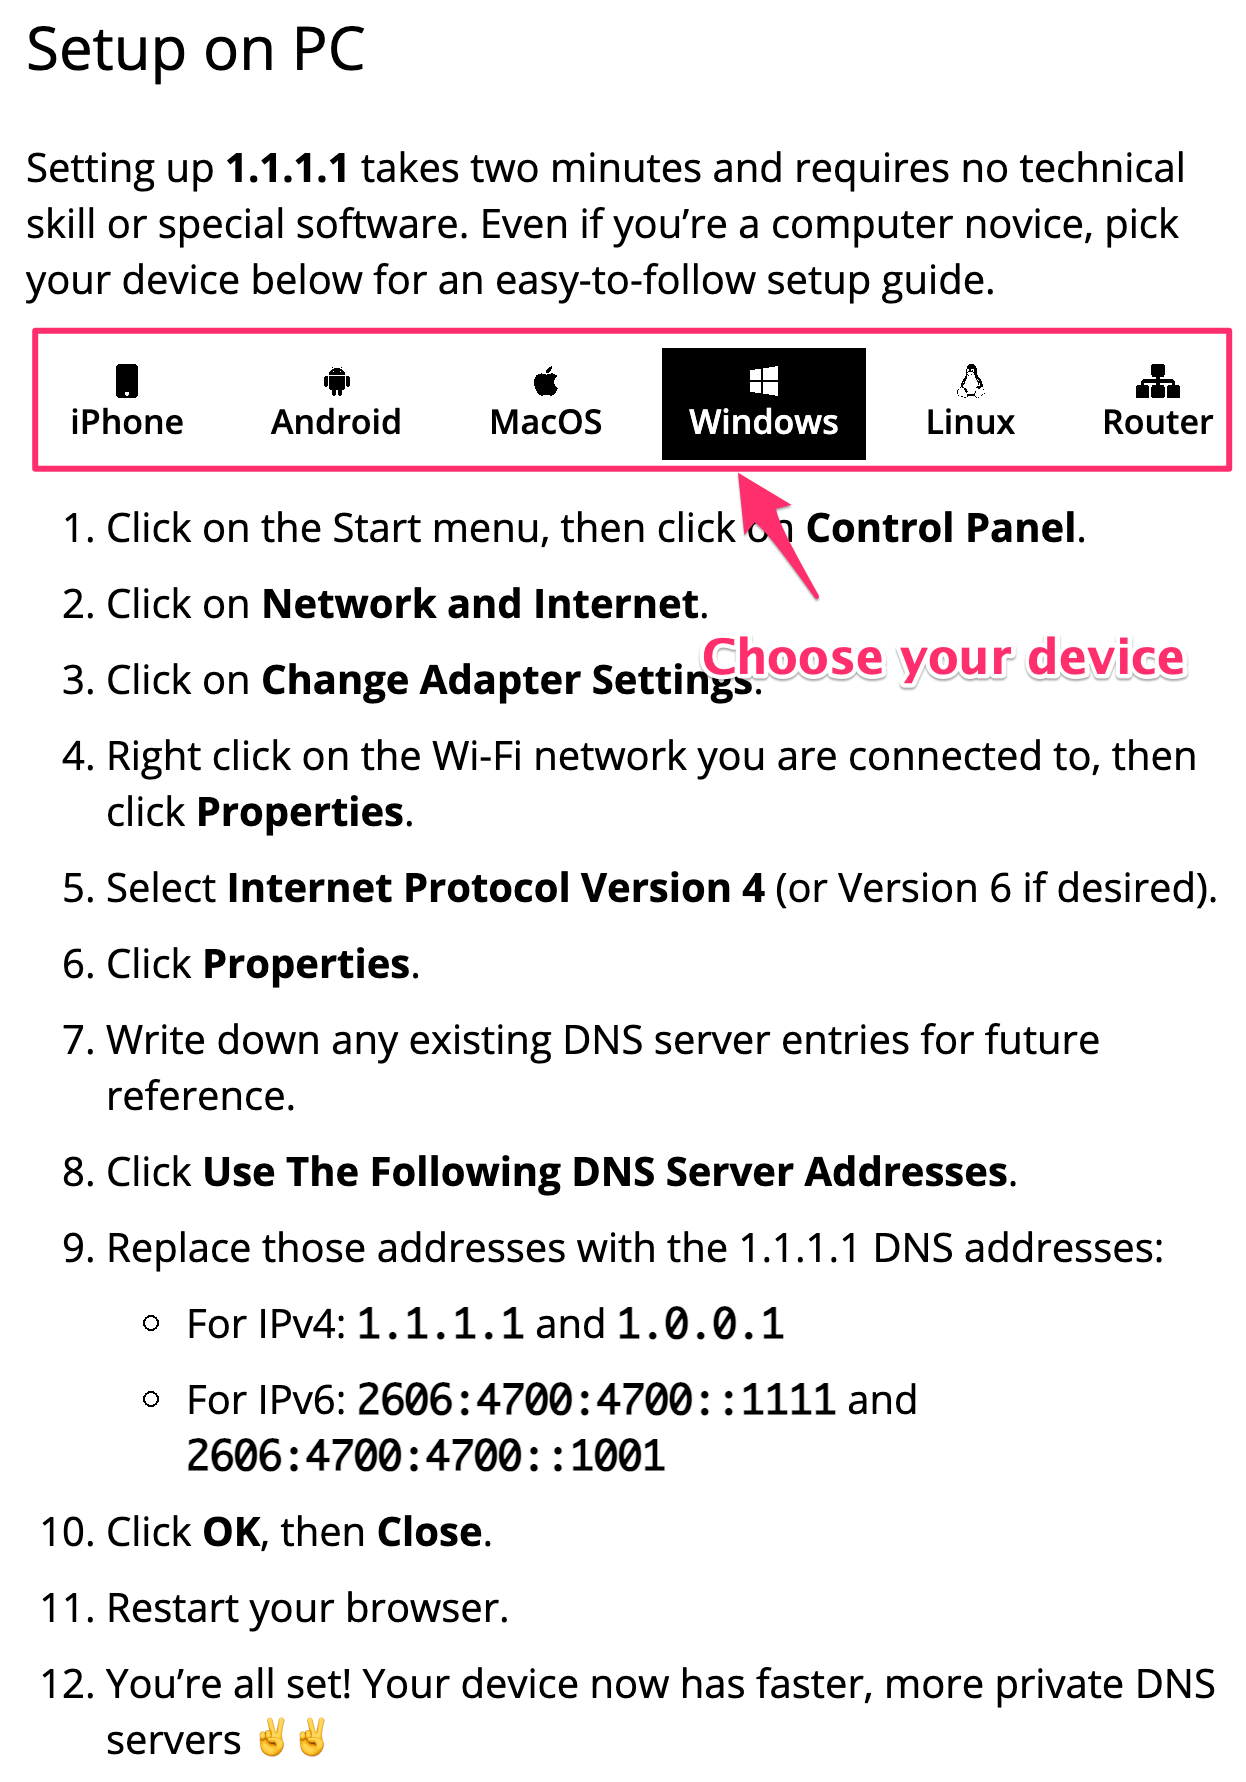 Setup on PC
Setting up 1.1.1.1 takes two minutes and requires no technical
skill or special software. Even if you’re a computer novice, pick
your device below for an easy-to-follow setup guide.
iPhone Android MacOS Windows Linux Router
1. Click on the Start menu, then click on Control Panel.
2. Click on Network and Internet.
Choose your device
3. Click on Change Adapter Settings.
4. Right click on the Wi-Fi network you are connected to, then
click Properties.
5. Select Internet Protocol Version 4 (or Version 6 if desired).
6. Click Properties.
7. Write down any existing DNS server entries for future
reference.
8. Click Use The Following DNS Server Addresses.
9. Replace those addresses with the 1.1.1.1 DNS addresses:
For IPv4: 1.1.1.1 and 1.0.0.1
For IPv6: 2606:4700:4700::1111 and
2606:4700:4700::1001
10. Click OK, then Close.
11. Restart your browser.
12. You’re all set! Your device now has faster, more private DNS
servers ✌️✌️